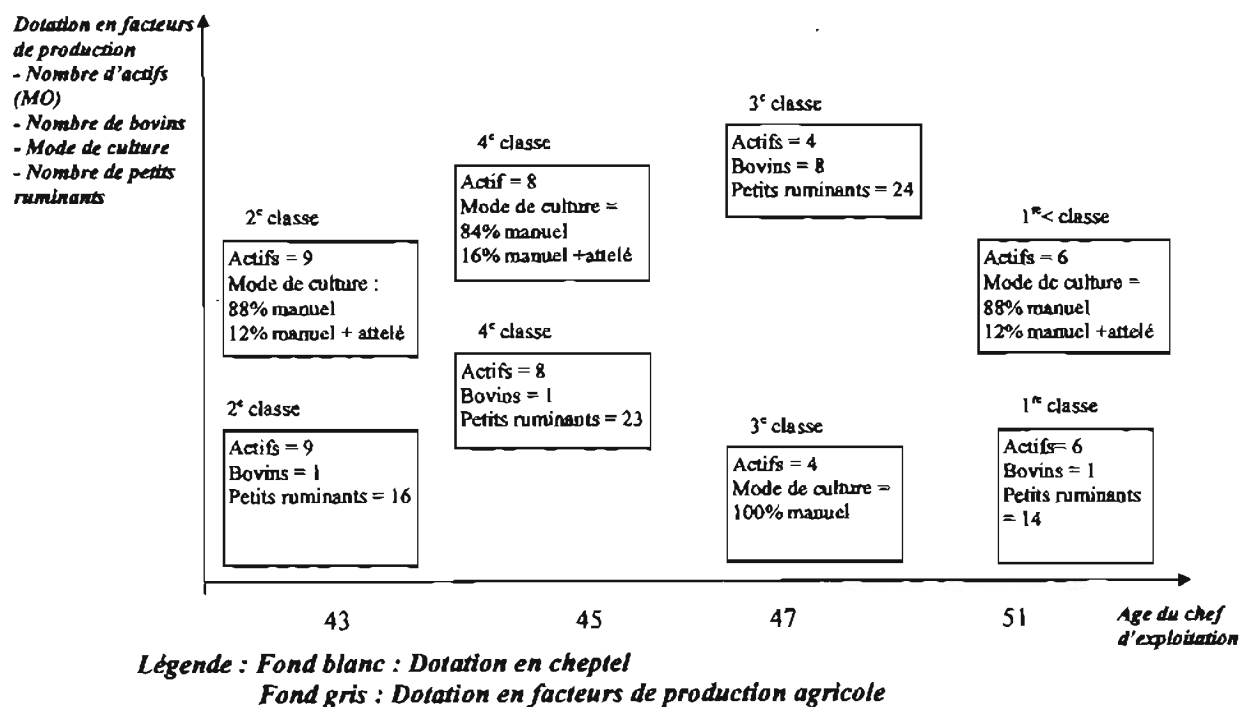 Dotation en facteurs
de production
- Nombre d'actifs
(MO)
- Nombre de bovins
- Mode de culture
- Nombre de petits
ruminants
2e classe
Actifs = 9
Mode de culture :
88% manuel
12% manuel + attelé
2e classe
Actifs = 9
Bovins = 1
Petits ruminants = 16
4e classe
Actif = 8
Mode de culture =
84% manuel
16% manuel +attelé
4e classe
Actifs = 8
Bovins = 1
Petits ruminants = 23
3e classe
Actifs = 4
Bovins = 8
Petits ruminants = 24
3e classe
Actifs = 4
Mode de culture =
100% manuel
1re< classe
Actifs = 6
Mode de culture =
88% manuel
12% manuel +attelé
1re classe
Actifs= 6
Bovins = 1
Petits ruminants
= 14
43
45
47
51
Age du chef
d'exploitation
Légende : Fond blanc : Dotation en cheptel
Fond gris : Dotation en facteurs de production agricole